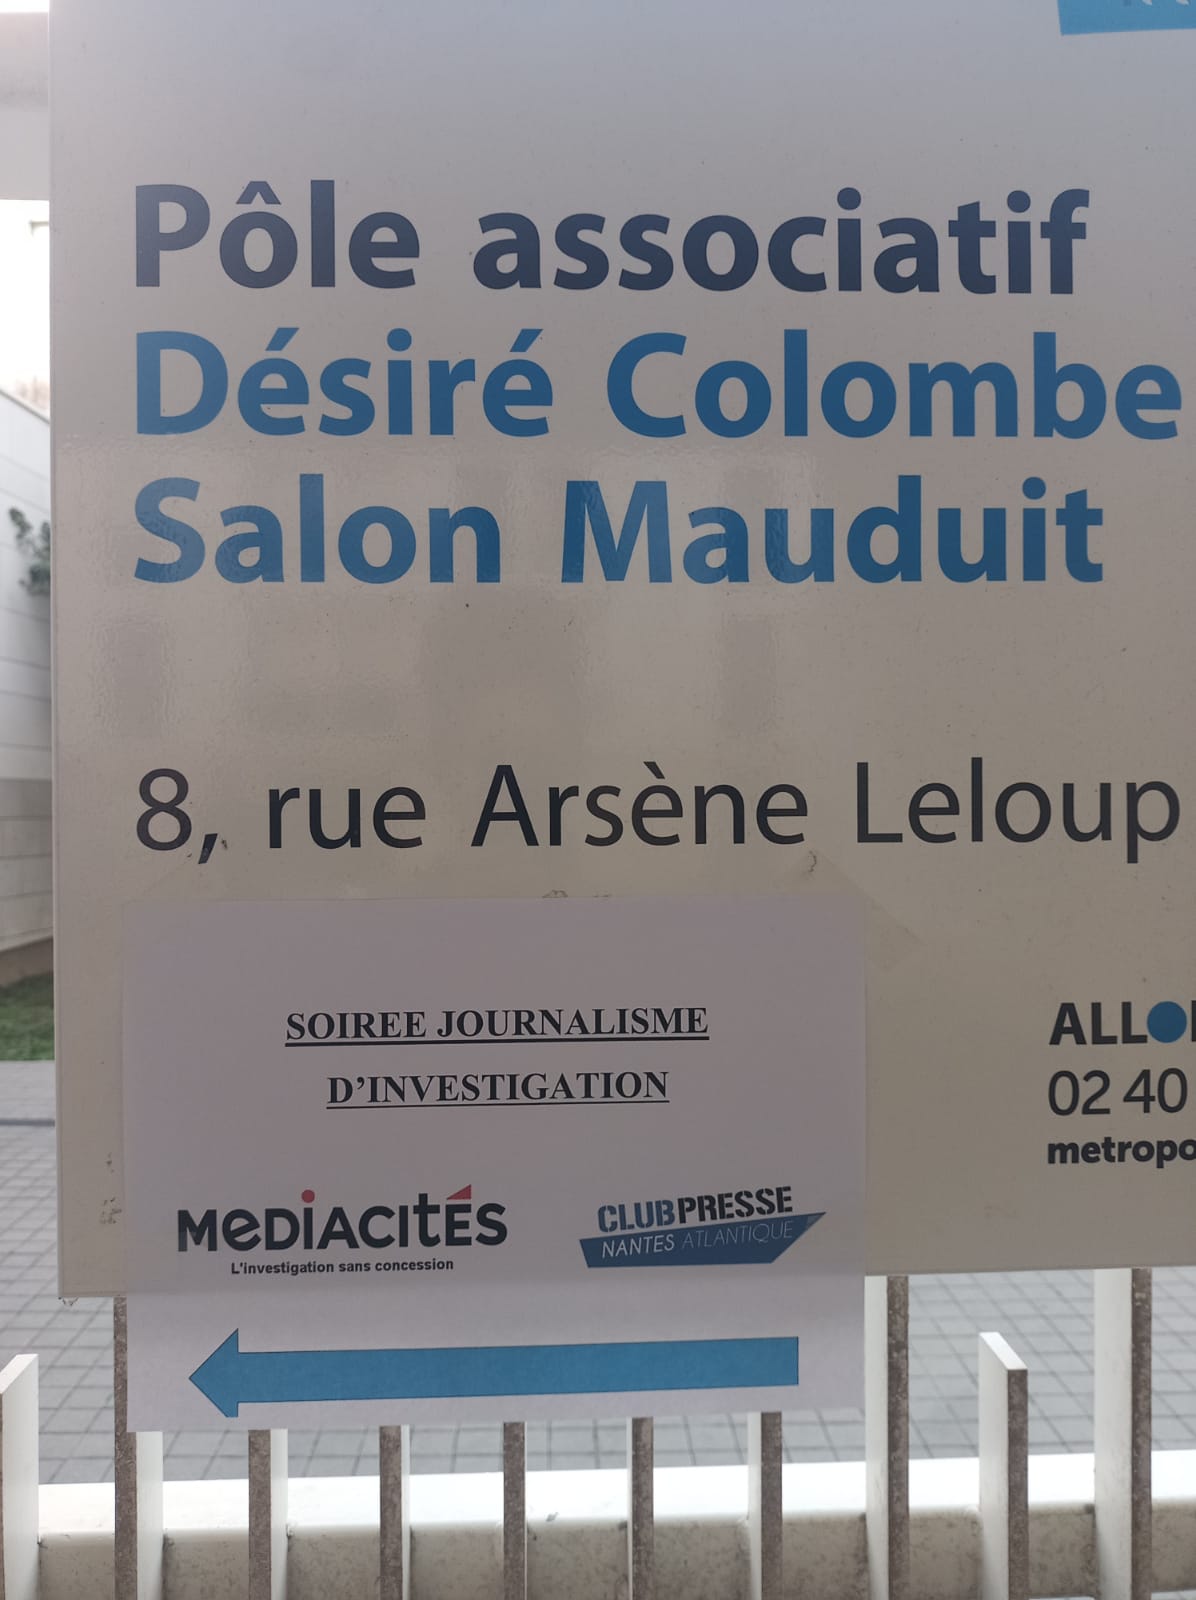 Pôle associatif
Désiré Colombe
Salon Mauduit
8, rue Arsène Leloup
SOIREE JOURNALISME
D’INVESTIGATION
MEDIACITÉS
L'investigation sans concession
CLUBPRESSE
NANTES ATLANTIQUE
02 40